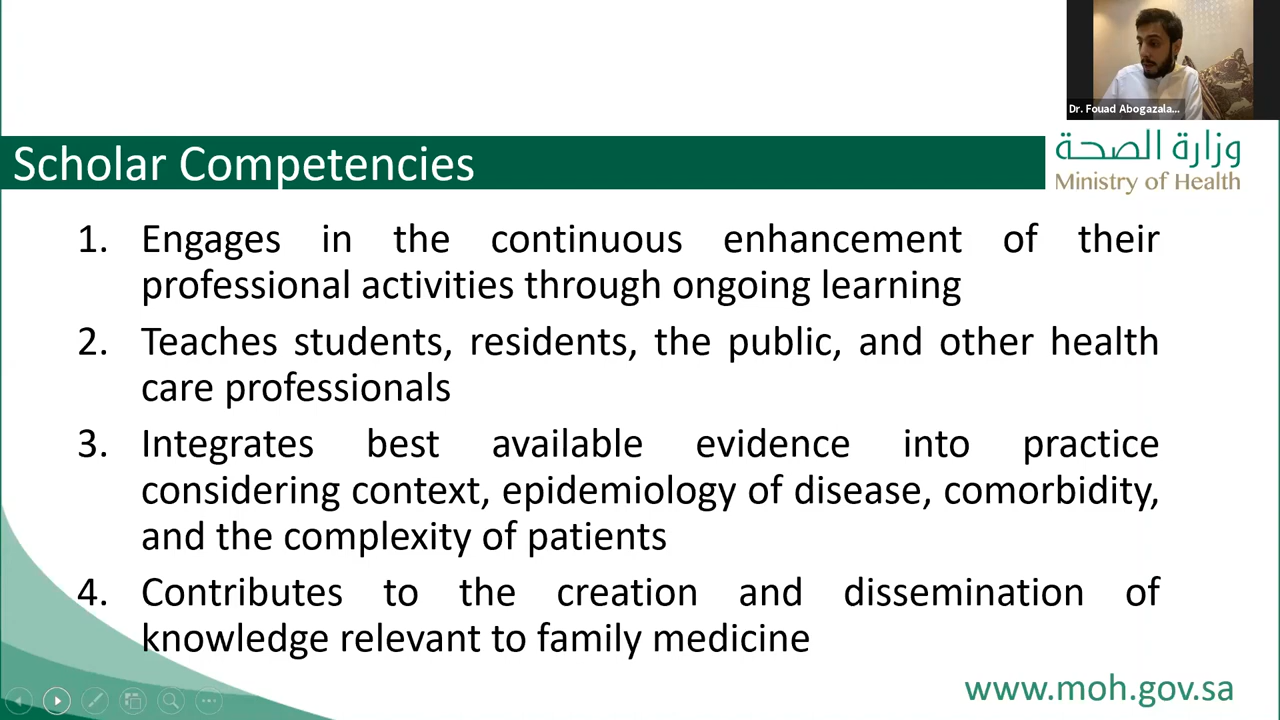 Dr. Fouad Abogazala...
Scholar Competencies
وزارة الصحة
Ministry of Health
1. Engages in the continuous enhancement of their
professional activities through ongoing learning
2. Teaches students, residents, the public, and other health
care professionals
3. Integrates best available evidence into practice
considering context, epidemiology of disease, comorbidity,
and the complexity of patients
4. Contributes to the creation and dissemination of
knowledge relevant to family medicine
www.moh.gov.sa